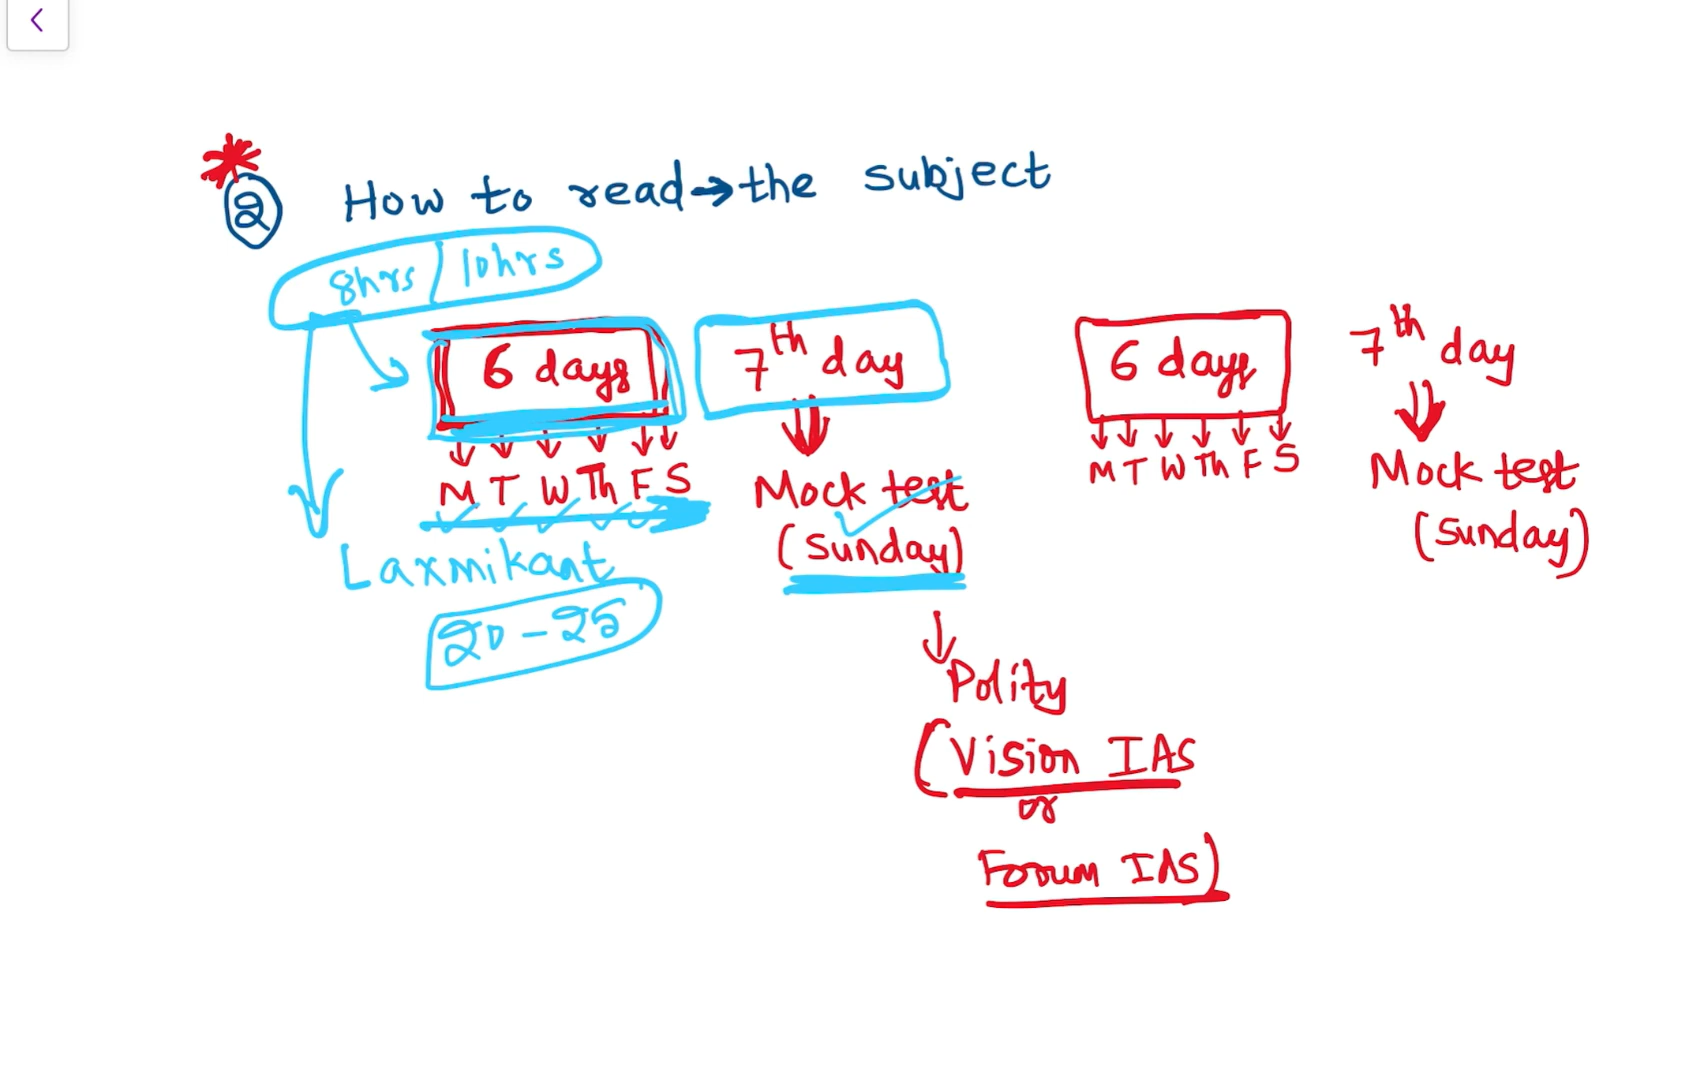 2 How to read → the subject
8hrs / 10hrs
6 days 7th day
M T W Th F S
Mock test
(Sunday)
Laxmikant
20 - 25
Polity
(Vision IAS
or
Forum IAS)
6 days 7th day
M T W Th F S
Mock test
(Sunday)